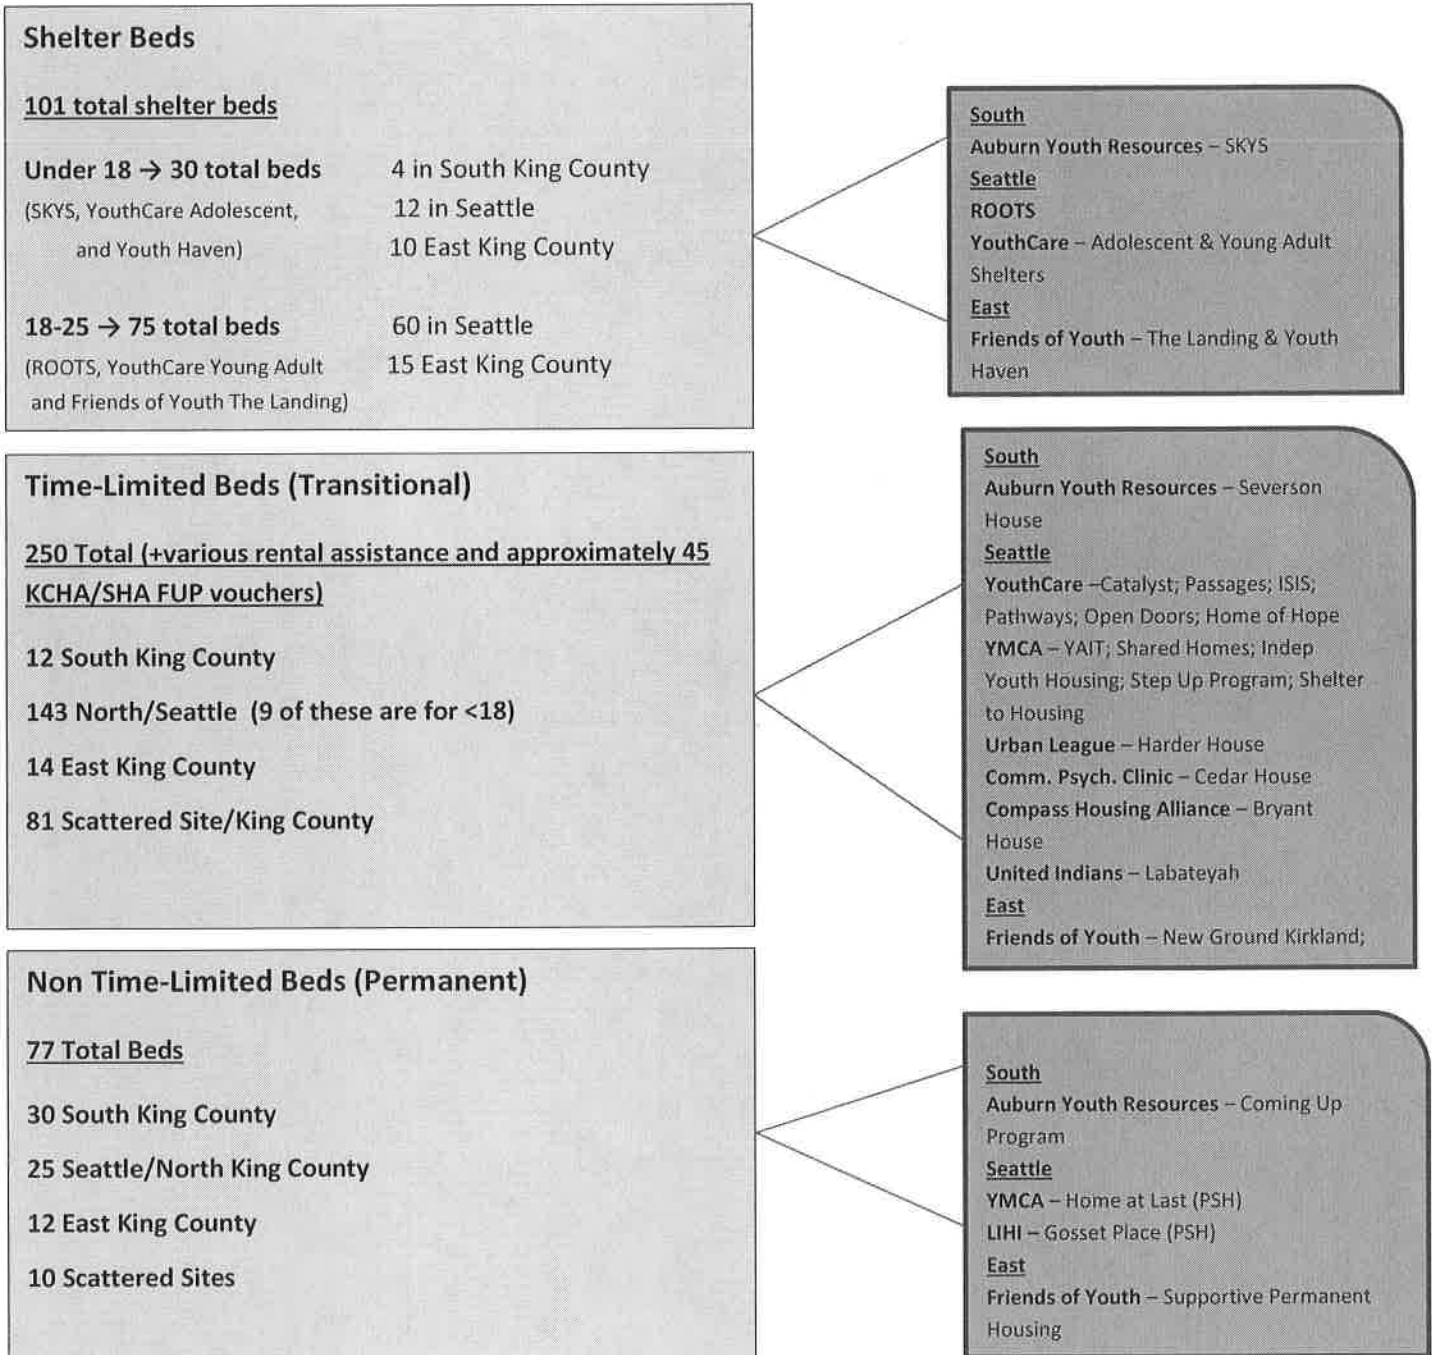 Shelter Beds
101 total shelter beds
Under 18 → 30 total beds
4 in South King County
(SKYS, YouthCare Adolescent,
12 in Seattle
and Youth Haven)
10 East King County
18-25 → 75 total beds
60 in Seattle
(ROOTS, YouthCare Young Adult
15 East King County
and Friends of Youth The Landing)
South
Auburn Youth Resources – SKYS
Seattle
ROOTS
YouthCare – Adolescent & Young Adult
Shelters
East
Friends of Youth – The Landing & Youth
Haven
Time-Limited Beds (Transitional)
250 Total (+various rental assistance and approximately 45
KCHA/SHA FUP vouchers)
12 South King County
143 North/Seattle (9 of these are for <18)
14 East King County
81 Scattered Site/King County
South
Auburn Youth Resources – Severson
House
Seattle
YouthCare –Catalyst; Passages; ISIS;
Pathways; Open Doors; Home of Hope
YMCA – YAIT; Shared Homes; Indep
Youth Housing; Step Up Program; Shelter
to Housing
Urban League – Harder House
Comm. Psych. Clinic – Cedar House
Compass Housing Alliance – Bryant
House
United Indians – Labateyah
East
Friends of Youth – New Ground Kirkland;
Non Time-Limited Beds (Permanent)
77 Total Beds
30 South King County
25 Seattle/North King County
12 East King County
10 Scattered Sites
South
Auburn Youth Resources – Coming Up
Program
Seattle
YMCA – Home at Last (PSH)
LIHI – Gosset Place (PSH)
East
Friends of Youth – Supportive Permanent
Housing